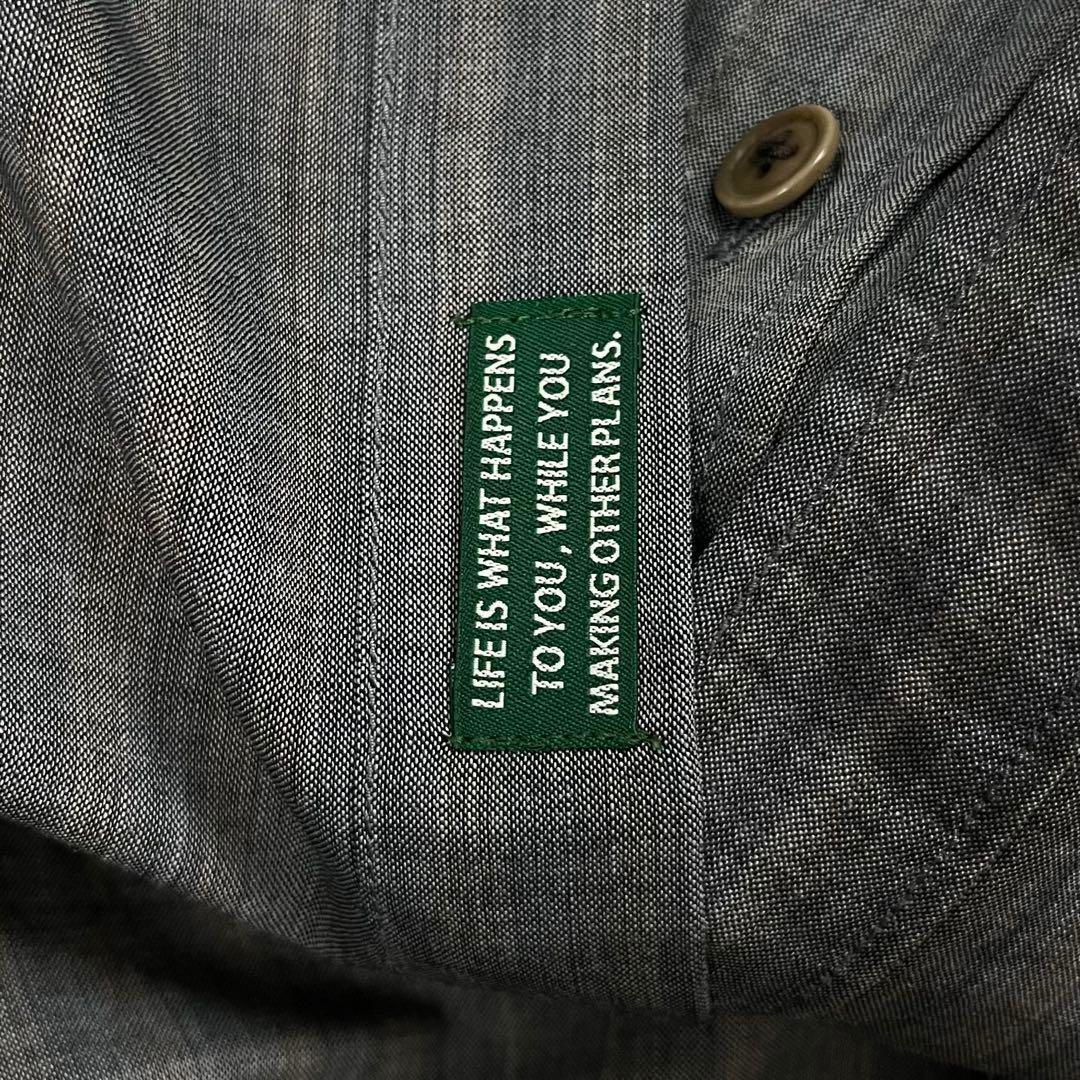 LIFE IS WHAT HAPPENS
TO YOU, WHILE YOU
MAKING OTHER PLANS.